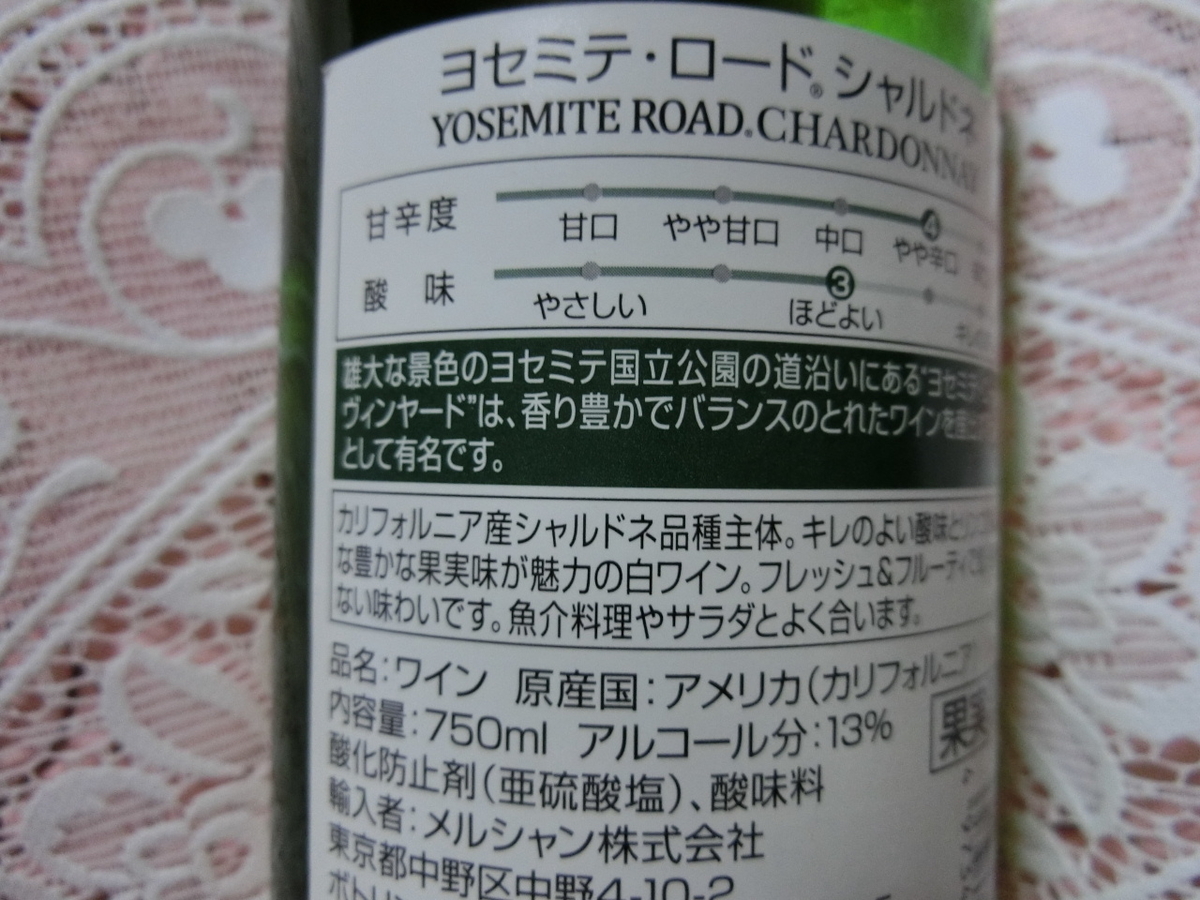 ヨセミテ・ロード® シャルドネ
YOSEMITE ROAD® CHARDONNAY
甘辛度 甘口 やや甘口 中口 ④ やや辛口
酸 味 やさしい ③ ほどよい
雄大な景色のヨセミテ国立公園の道沿いにある"ヨセミテ
ヴィンヤード"は、香り豊かでバランスのとれたワインを
として有名です。
カリフォルニア産シャルドネ品種主体。キレのよい酸味と
な豊かな果実味が魅力の白ワイン。フレッシュ&フルーティ
ない味わいです。魚介料理やサラダとよく合います。
品名:ワイン 原産国:アメリカ(カリフォルニア
内容量:750ml アルコール分:13%
果実
酸化防止剤(亜硫酸塩)、酸味料
輸入者:メルシャン株式会社
東京都中野区中野4-10-2